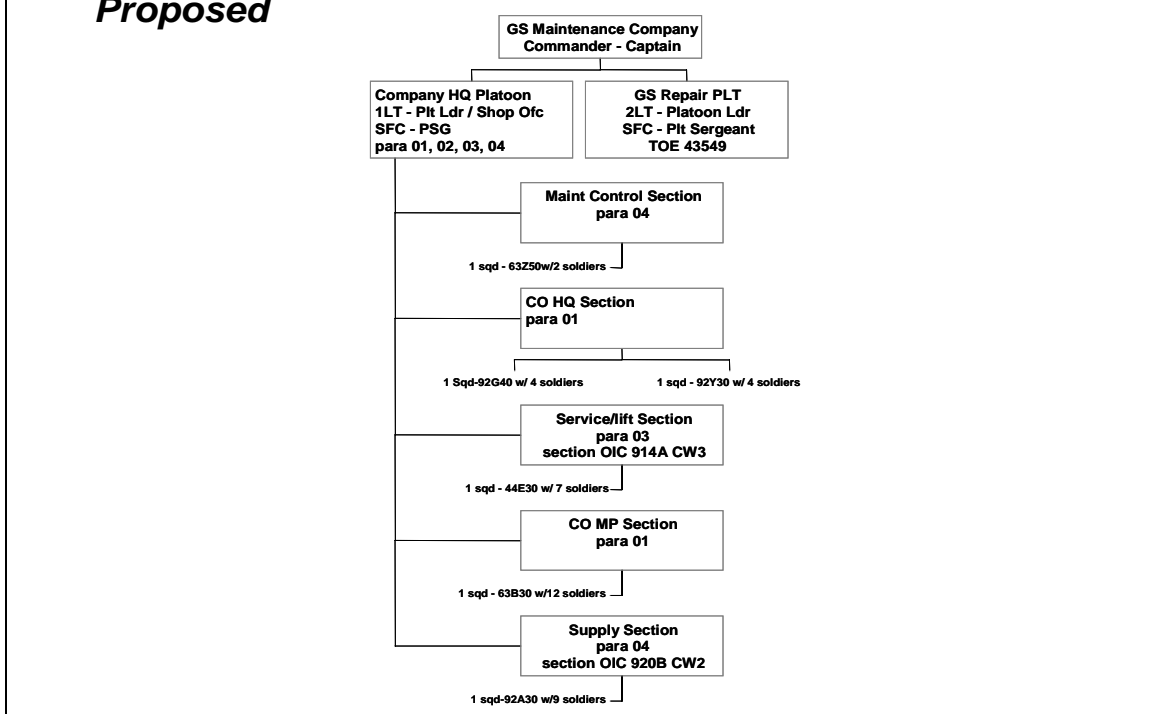 Proposed
GS Maintenance Company
Commander - Captain
Company HQ Platoon
1LT - Plt Ldr / Shop Ofc
SFC - PSG
para 01, 02, 03, 04
GS Repair PLT
2LT - Platoon Ldr
SFC - Plt Sergeant
TOE 43549
Maint Control Section
para 04
1 sqd - 63Z50w/2 soldiers
CO HQ Section
para 01
1 Sqd-92G40 w/ 4 soldiers
1 sqd - 92Y30 w/ 4 soldiers
Service/lift Section
para 03
section OIC 914A CW3
1 sqd - 44E30 w/ 7 soldiers
CO MP Section
para 01
1 sqd - 63B30 w/12 soldiers
Supply Section
para 04
section OIC 920B CW2
1 sqd-92A30 w/9 soldiers